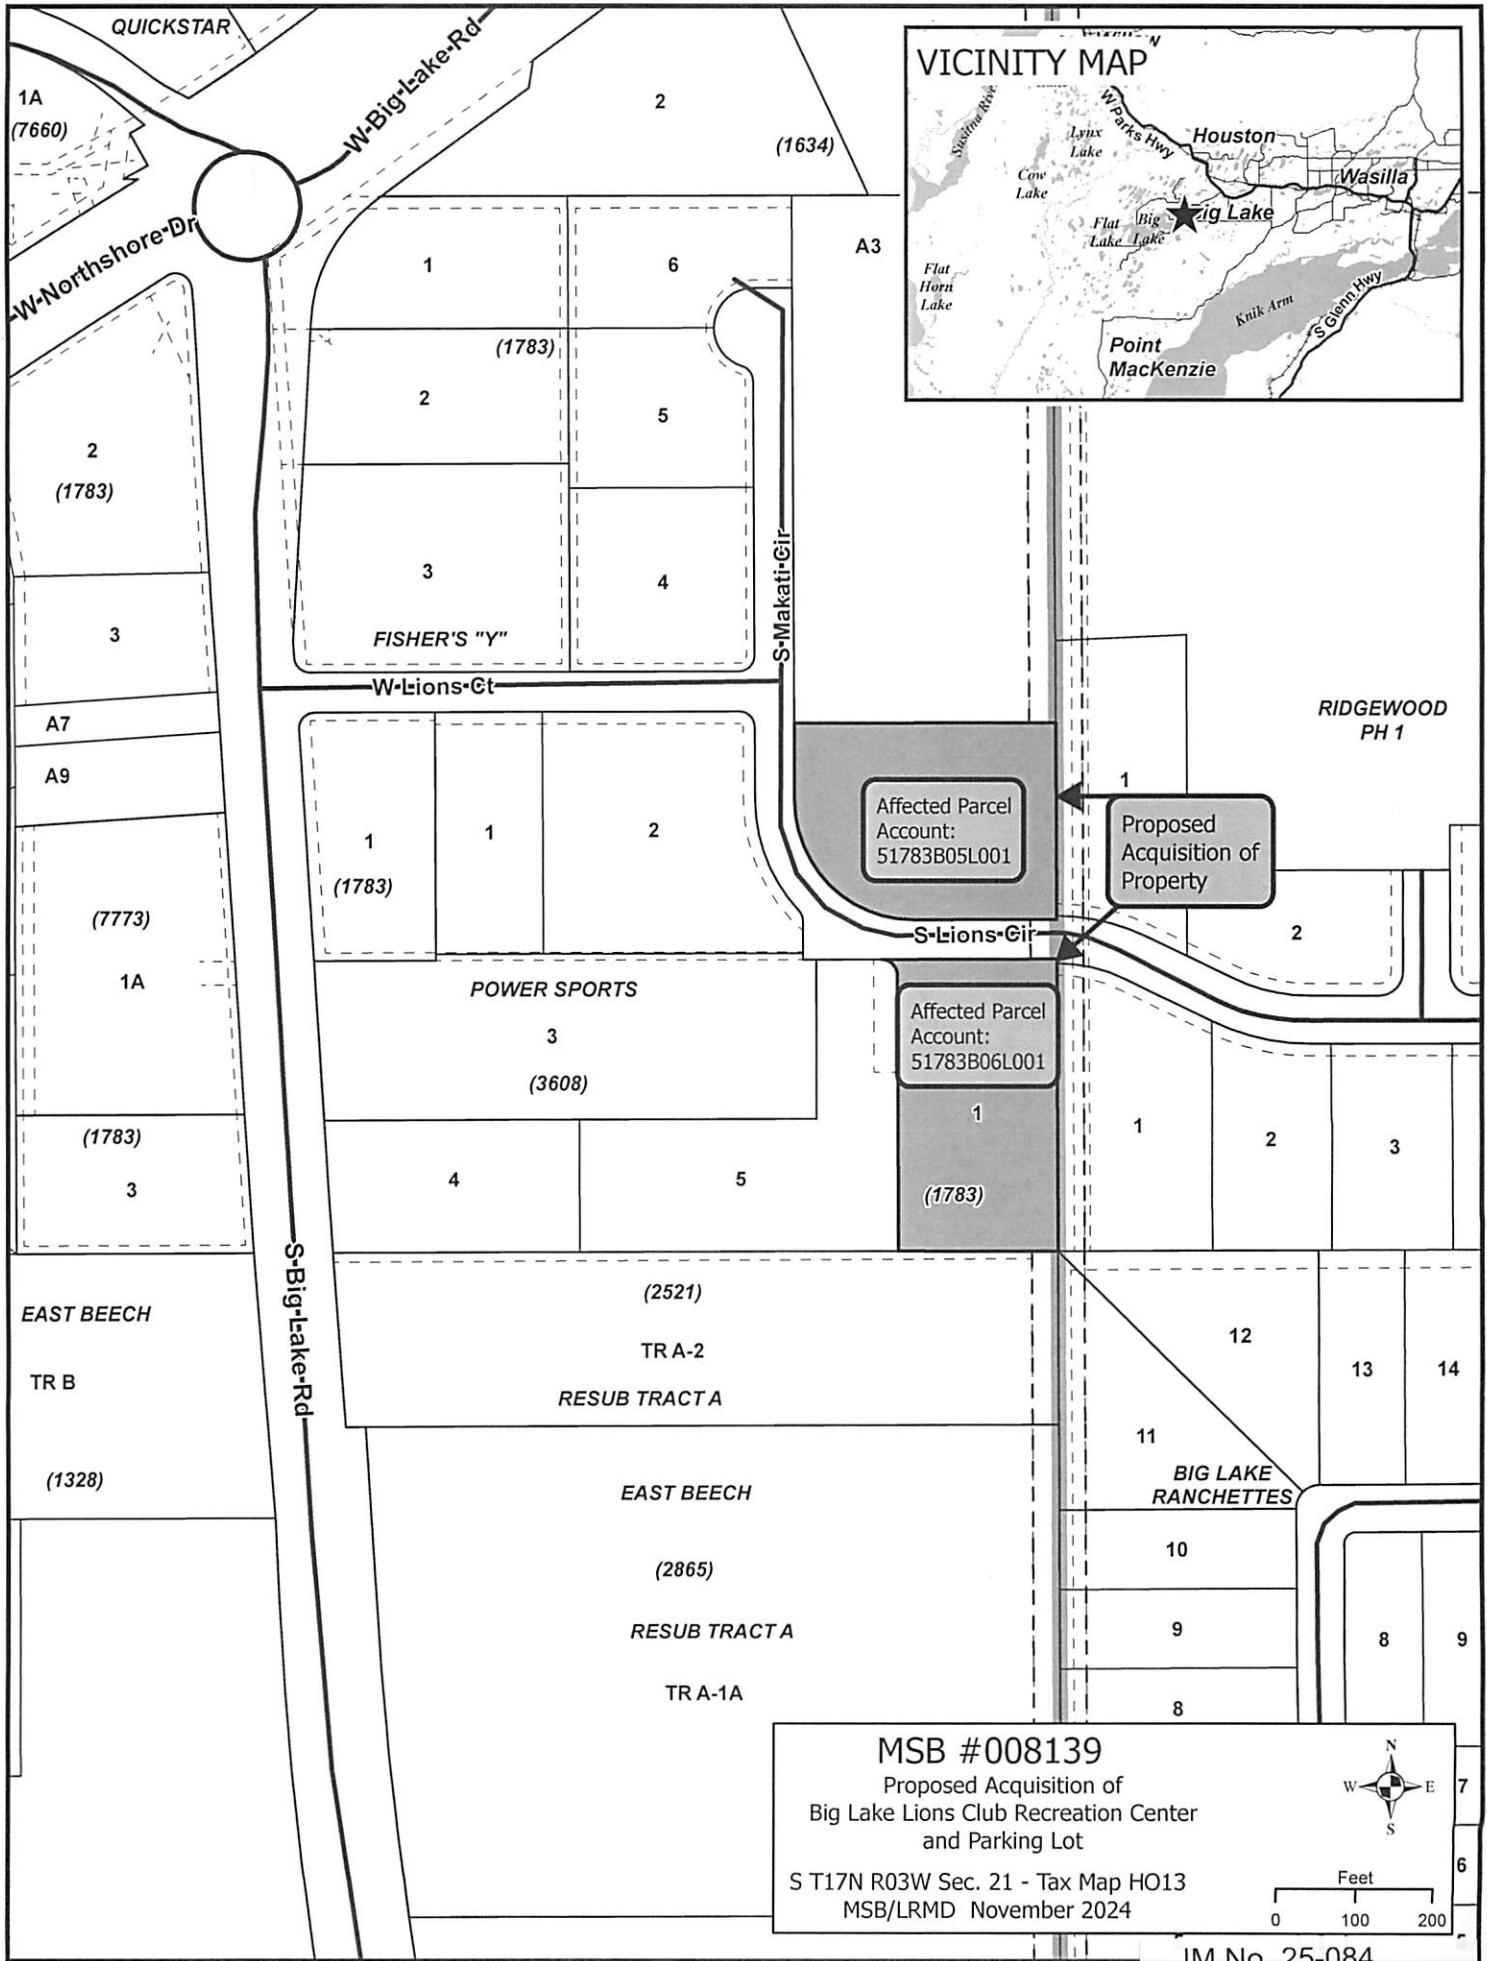 QUICKSTAR
1A
(7660)
W-Big-Lake-Rd
2
(1634)
W-Northshore-Dr
1
6
A3
(1783)
2
5
2
(1783)
3
4
S-Makati-Cir
3
FISHER'S "Y"
W-Lions-Ct
A7
A9
VICINITY MAP
Susitna River
W Parks Hwy
Lynx
Lake
Houston
Cow
Lake
Wasilla
Flat
Lake
Big
Lake
ig Lake
Flat
Horn
Lake
Knik Arm
S Glenn Hwy
Point
MacKenzie
RIDGEWOOD
PH 1
1
Affected Parcel
Account:
51783B05L001
Proposed
Acquisition of
Property
1
(1783)
1
2
(7773)
1A
S-Lions-Cir
2
POWER SPORTS
3
(3608)
Affected Parcel
Account:
51783B06L001
1
(1783)
1
2
3
(1783)
3
4
5
S-Big-Lake-Rd
EAST BEECH
TR B
(1328)
(2521)
TR A-2
RESUB TRACT A
12
13
14
11
BIG LAKE
RANCHETTES
EAST BEECH
(2865)
RESUB TRACT A
TR A-1A
10
9
8
8
9
7
6
MSB #008139
Proposed Acquisition of
Big Lake Lions Club Recreation Center
and Parking Lot
S T17N R03W Sec. 21 - Tax Map HO13
MSB/LRMD November 2024
N
W
E
S
Feet
0 100 200
IM No. 25-084